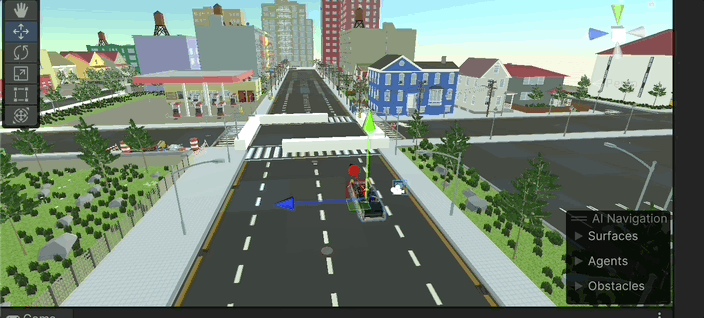 AI Navigation
Surfaces
Agents
Obstacles
Game